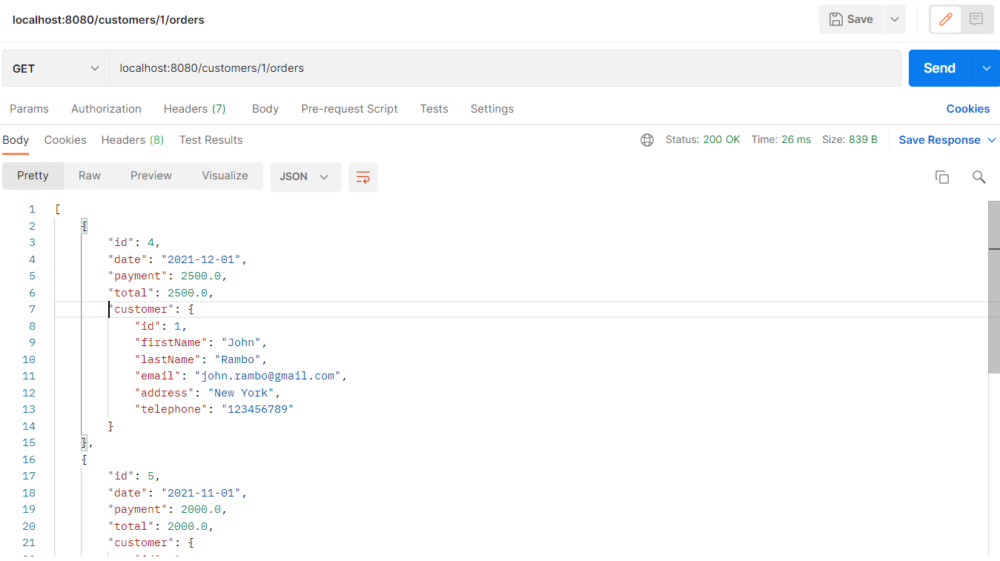 localhost:8080/customers/1/orders
Save
GET localhost:8080/customers/1/orders Send
Params Authorization Headers (7) Body Pre-request Script Tests Settings Cookies
Body Cookies Headers (8) Test Results Status: 200 OK Time: 26 ms Size: 839 B Save Response
Pretty Raw Preview Visualize JSON
1 [
2 {
3 "id": 4,
4 "date": "2021-12-01",
5 "payment": 2500.0,
6 "total": 2500.0,
7 "customer": {
8 "id": 1,
9 "firstName": "John",
10 "lastName": "Rambo",
11 "email": "john.rambo@gmail.com",
12 "address": "New York",
13 "telephone": "123456789"
14 }
15 },
16 {
17 "id": 5,
18 "date": "2021-11-01",
19 "payment": 2000.0,
20 "total": 2000.0,
21 "customer": {